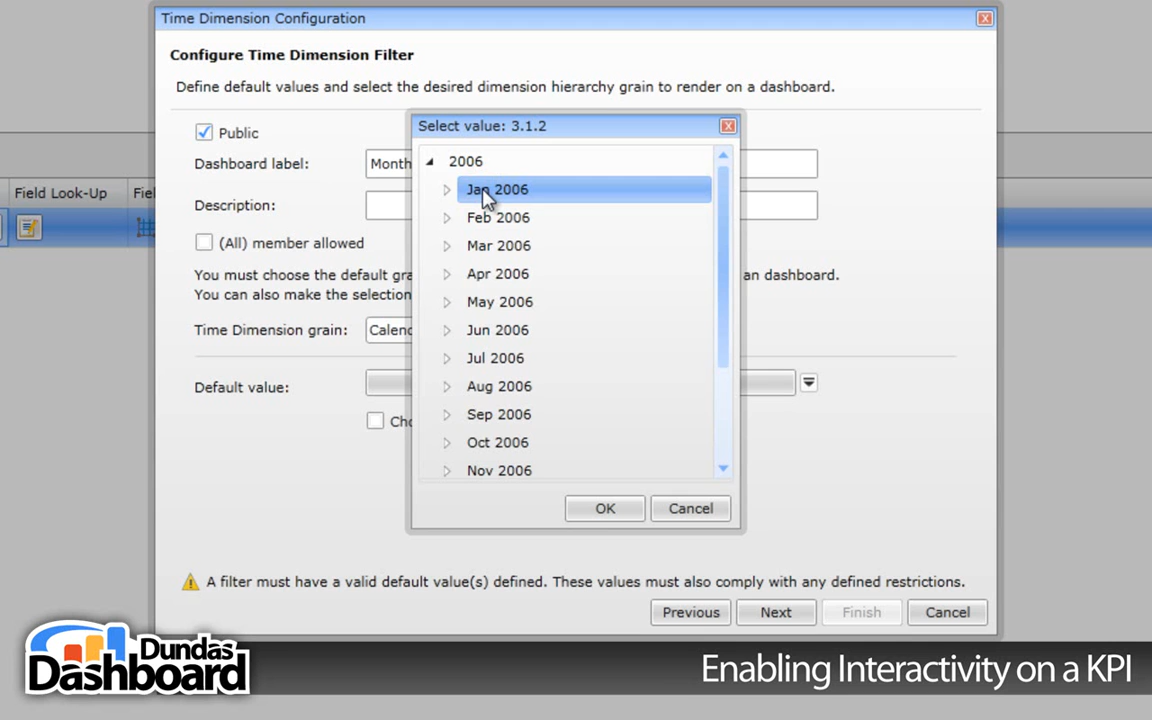 Time Dimension Configuration
Configure Time Dimension Filter
Define default values and select the desired dimension hierarchy grain to render on a dashboard.
Public
Select value: 3.1.2
Dashboard label:
Month
2006
Field Look-Up
Jan 2006
Description:
Feb 2006
(All) member allowed
Mar 2006
You must choose the default
an dashboard.
Apr 2006
You can also make the selection
May 2006
Time Dimension grain:
Jun 2006
Jul 2006
Default value:
Aug 2006
Sep 2006
Oct 2006
Nov 2006
OK
Cancel
A filter must have a valid default value(s) defined. These values must also comply with any defined restrictions.
Previous
Next
Finish
Cancel
Dundas
Dashboard
Enabling Interactivity on a KPI